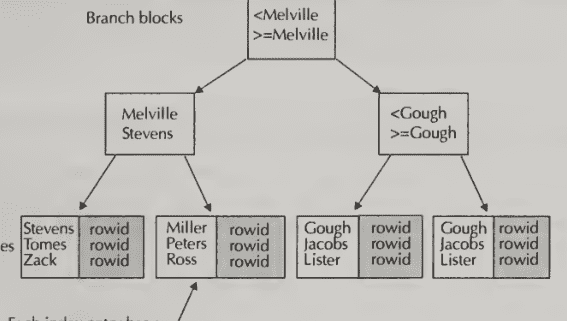 Branch blocks
<Melville
>=Melville
Melville
Stevens
<Gough
>=Gough
es
Stevens rowid
Tomes rowid
Zack rowid
Miller rowid
Peters rowid
Ross rowid
Gough rowid
Jacobs rowid
Lister rowid
Gough rowid
Jacobs rowid
Lister rowid